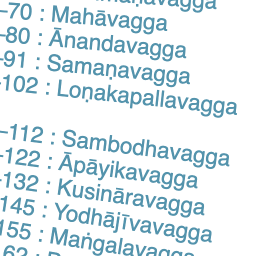 –70 : Mahāvagga
–80 : Ānandavagga
–91 : Samaṇavagga
–102 : Loṇakapallavagga
–112 : Sambodhavagga
–122 : Āpāyikavagga
–132 : Kusināravagga
145 : Yodhājīvavagga
155 : Maṅgalavagga